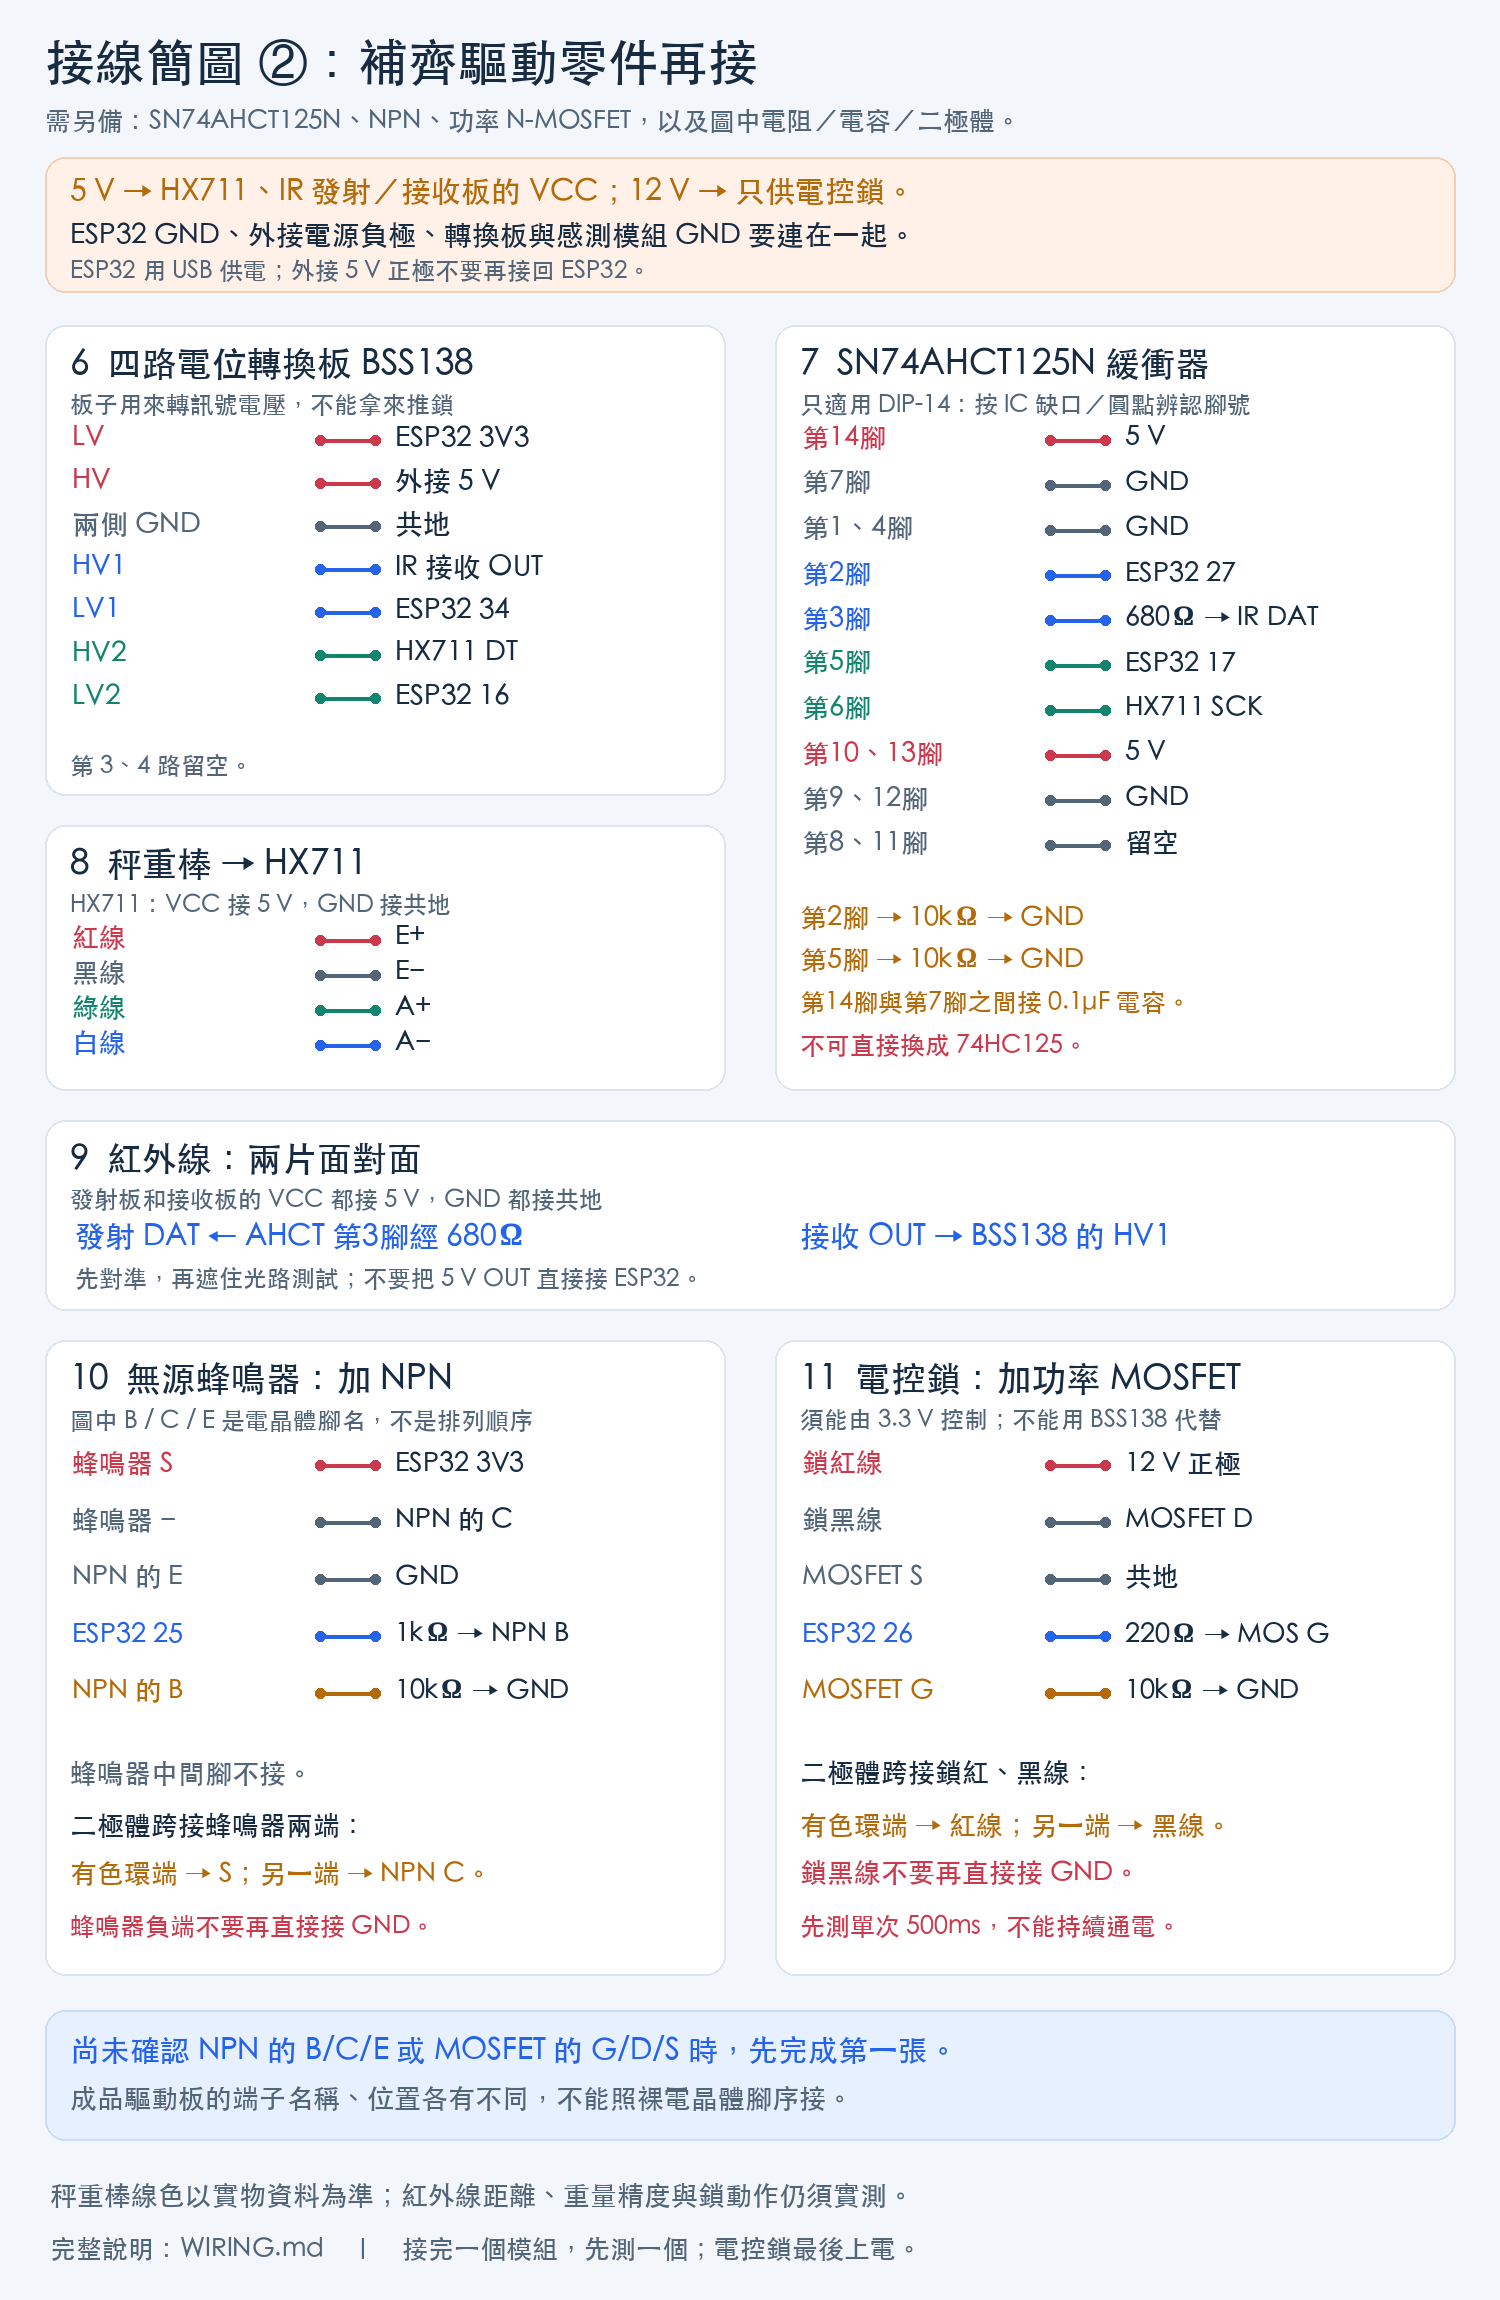 接線簡圖 ②：補齊驅動零件再接
需另備：SN74AHCT125N、NPN、功率 N-MOSFET，以及圖中電阻／電容／二極體。
5 V → HX711、IR 發射／接收板的 VCC；12 V → 只供電控鎖。
ESP32 GND、外接電源負極、轉換板與感測模組 GND 要連在一起。
ESP32 用 USB 供電；外接 5 V 正極不要再接回 ESP32。
6 四路電位轉換板 BSS138
板子用來轉訊號電壓，不能拿來推鎖
LV ESP32 3V3
HV 外接 5 V
兩側 GND 共地
HV1 IR 接收 OUT
LV1 ESP32 34
HV2 HX711 DT
LV2 ESP32 16
第 3、4 路留空。
7 SN74AHCT125N 緩衝器
只適用 DIP-14：按 IC 缺口／圓點辨認腳號
第14腳 5 V
第7腳 GND
第1、4腳 GND
第2腳 ESP32 27
第3腳 680Ω → IR DAT
第5腳 ESP32 17
第6腳 HX711 SCK
第10、13腳 5 V
第9、12腳 GND
第8、11腳 留空
第2腳 → 10kΩ → GND
第5腳 → 10kΩ → GND
第14腳與第7腳之間接 0.1µF 電容。
不可直接換成 74HC125。
8 秤重棒 → HX711
HX711：VCC 接 5 V，GND 接共地
紅線 E+
黑線 E−
綠線 A+
白線 A−
9 紅外線：兩片面對面
發射板和接收板的 VCC 都接 5 V，GND 都接共地
發射 DAT ← AHCT 第3腳經 680Ω
接收 OUT → BSS138 的 HV1
先對準，再遮住光路測試；不要把 5 V OUT 直接接 ESP32。
10 無源蜂鳴器：加 NPN
圖中 B / C / E 是電晶體腳名，不是排列順序
蜂鳴器 S ESP32 3V3
蜂鳴器 − NPN 的 C
NPN 的 E GND
ESP32 25 1kΩ → NPN B
NPN 的 B 10kΩ → GND
蜂鳴器中間腳不接。
二極體跨接蜂鳴器兩端：
有色環端 → S；另一端 → NPN C。
蜂鳴器負端不要再直接接 GND。
11 電控鎖：加功率 MOSFET
須能由 3.3 V 控制；不能用 BSS138 代替
鎖紅線 12 V 正極
鎖黑線 MOSFET D
MOSFET S 共地
ESP32 26 220Ω → MOS G
MOSFET G 10kΩ → GND
二極體跨接鎖紅、黑線：
有色環端 → 紅線；另一端 → 黑線。
鎖黑線不要再直接接 GND。
先測單次 500ms，不能持續通電。
尚未確認 NPN 的 B/C/E 或 MOSFET 的 G/D/S 時，先完成第一張。
成品驅動板的端子名稱、位置各有不同，不能照裸電晶體腳序接。
秤重棒線色以實物資料為準；紅外線距離、重量精度與鎖動作仍須實測。
完整說明：WIRING.md | 接完一個模組，先測一個；電控鎖最後上電。